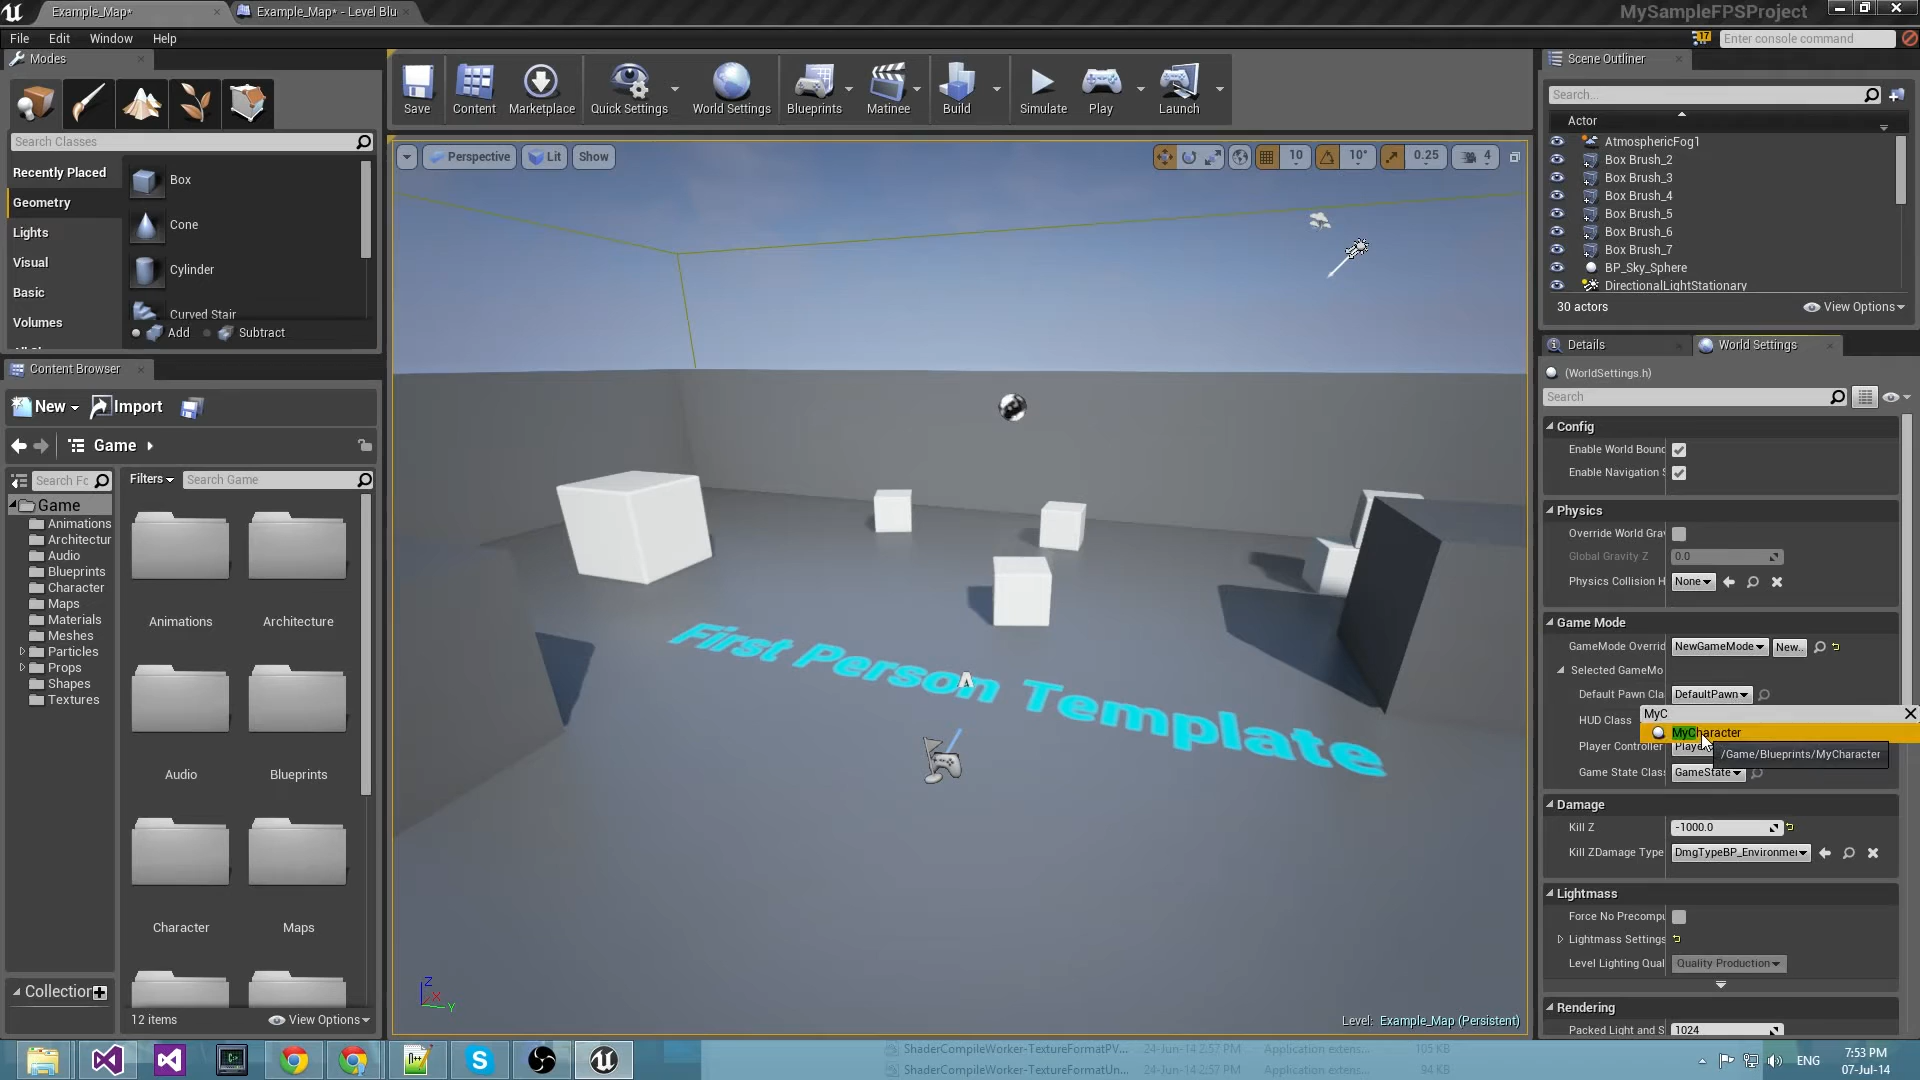 Example_Map*
Example_Map* - Level Blu
MySampleFPSProject
File Edit Window Help
17
Enter console command
Modes
Search Classes
Recently Placed
Geometry
Lights
Visual
Basic
Volumes
Box
Cone
Cylinder
Curved Stair
Add Subtract
Save
Content
Marketplace
Quick Settings
World Settings
Blueprints
Matinee
Build
Simulate
Play
Launch
Perspective
Lit
Show
10
10°
0.25
4
First Person Template
Z
X
Y
Level: Example_Map (Persistent)
Content Browser
New
Import
Game
Search Fo
Filters
Search Game
Game
Animations
Architectur
Audio
Blueprints
Character
Maps
Materials
Meshes
Particles
Props
Shapes
Textures
Animations
Architecture
Audio
Blueprints
Character
Maps
Collection
12 items
View Options
Scene Outliner
Search...
Actor
AtmosphericFog1
Box Brush_2
Box Brush_3
Box Brush_4
Box Brush_5
Box Brush_6
Box Brush_7
BP_Sky_Sphere
DirectionalLightStationary
30 actors
View Options
Details
World Settings
(WorldSettings.h)
Search
Config
Enable World Bounc
Enable Navigation S
Physics
Override World Grav
Global Gravity Z 0.0
Physics Collision H None
Game Mode
GameMode Overrid NewGameMode New..
Selected GameMo
Default Pawn Cla DefaultPawn
HUD Class
MyC
MyCharacter
Player Controller
/Game/Blueprints/MyCharacter
Game State Class GameState
Damage
Kill Z -1000.0
Kill ZDamage Type DmgTypeBP_Environmer
Lightmass
Force No Precompu
Lightmass Settings
Level Lighting Qual Quality Production
Rendering
Packed Light and S 1024
ShaderCompileWorker-TextureFormatPV... 24-Jun-14 2:57 PM Application extens... 105 KB
ShaderCompileWorker-TextureFormatUn... 24-Jun-14 2:57 PM Application extens... 94 KB
ENG
7:53 PM
07-Jul-14